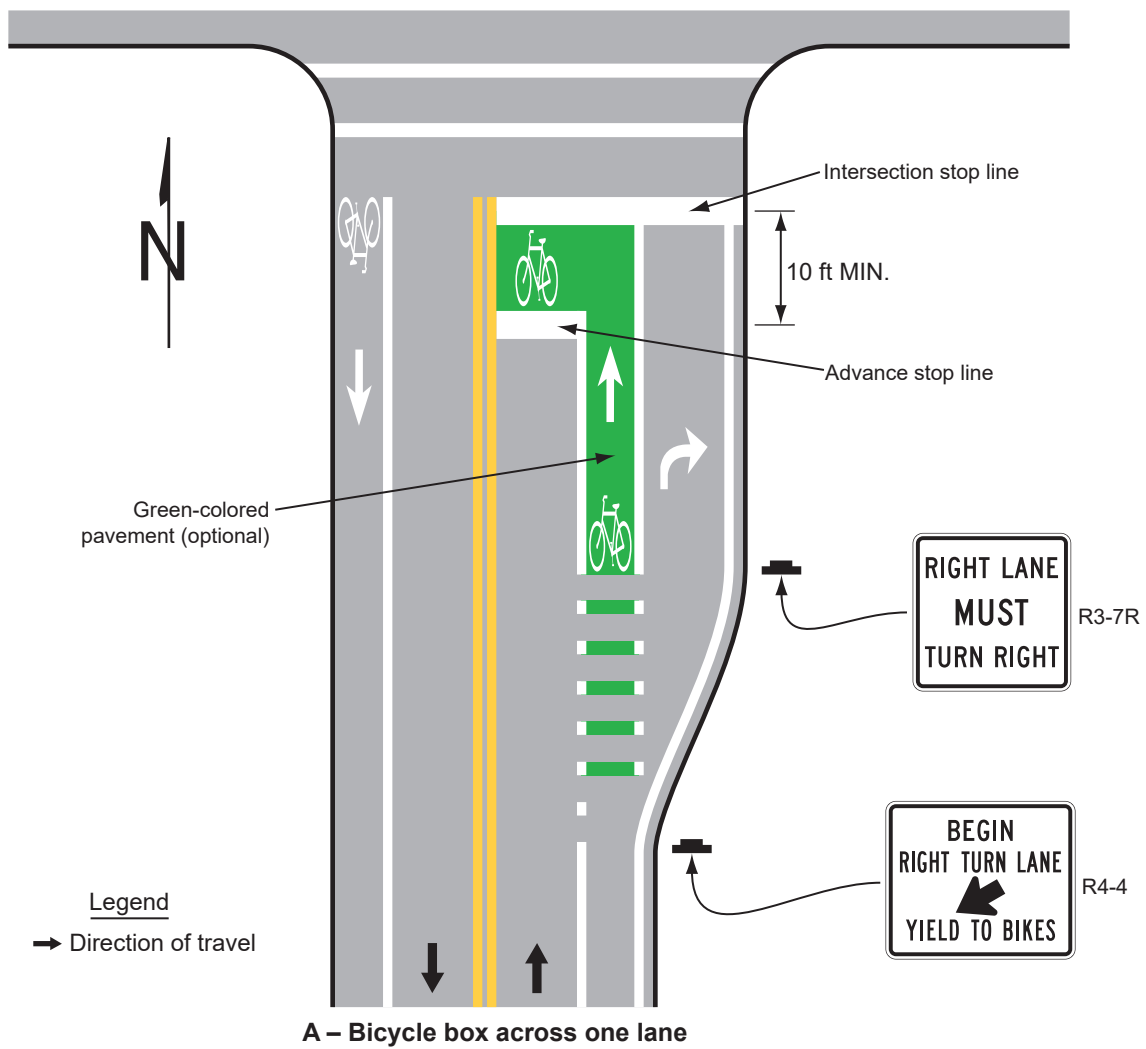 N
Intersection stop line
10 ft MIN.
Advance stop line
Green-colored
pavement (optional)
RIGHT LANE
MUST
TURN RIGHT
R3-7R
BEGIN
RIGHT TURN LANE
YIELD TO BIKES
R4-4
Legend
Direction of travel
A – Bicycle box across one lane